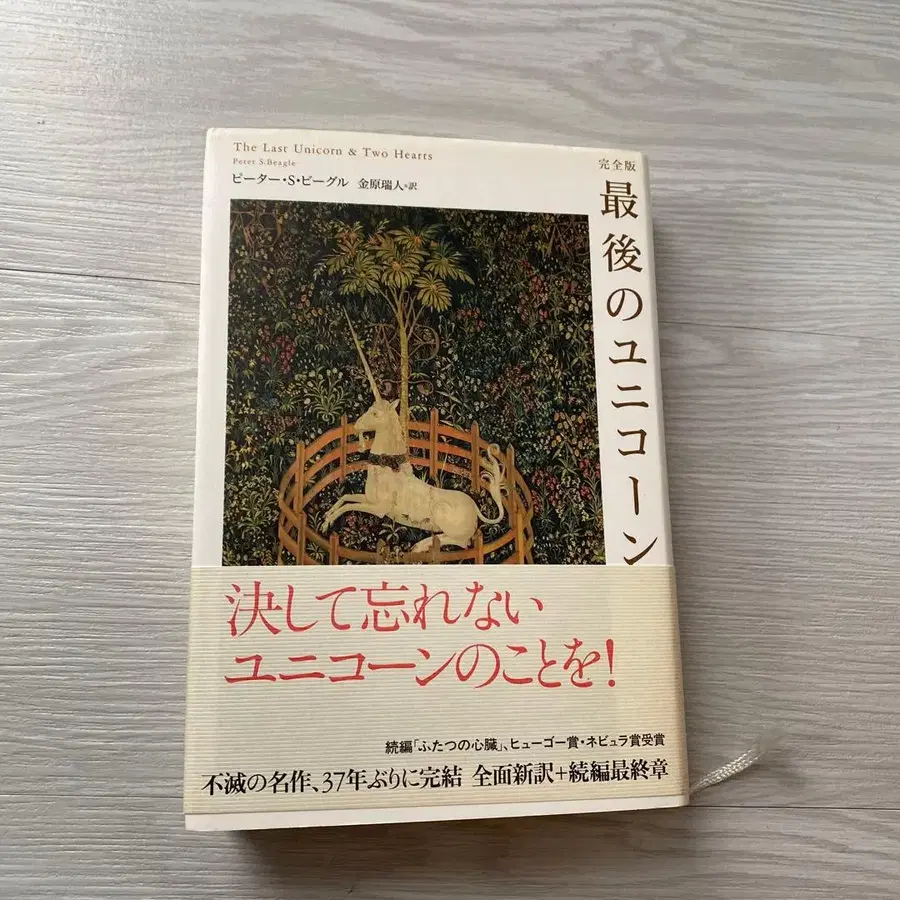 The Last Unicorn & Two Hearts
Peter S.Beagle
ピーター・S・ビーグル 金原瑞人・訳
完全版
最後のユニコーン
決して忘れない
ユニコーンのことを!
続編「ふたつの心臓」、ヒューゴー賞・ネビュラ賞受賞
不滅の名作、37年ぶりに完結 全面新訳+続編最終章